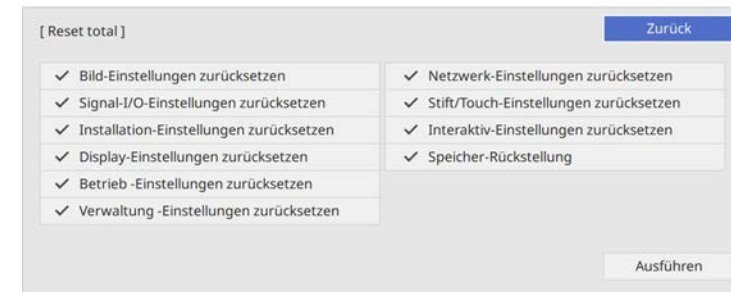 [ Reset total ]
Zurück
Bild-Einstellungen zurücksetzen
Signal-I/O-Einstellungen zurücksetzen
Installation-Einstellungen zurücksetzen
Display-Einstellungen zurücksetzen
Betrieb -Einstellungen zurücksetzen
Verwaltung -Einstellungen zurücksetzen
Netzwerk-Einstellungen zurücksetzen
Stift/Touch-Einstellungen zurücksetzen
Interaktiv-Einstellungen zurücksetzen
Speicher-Rückstellung
Ausführen